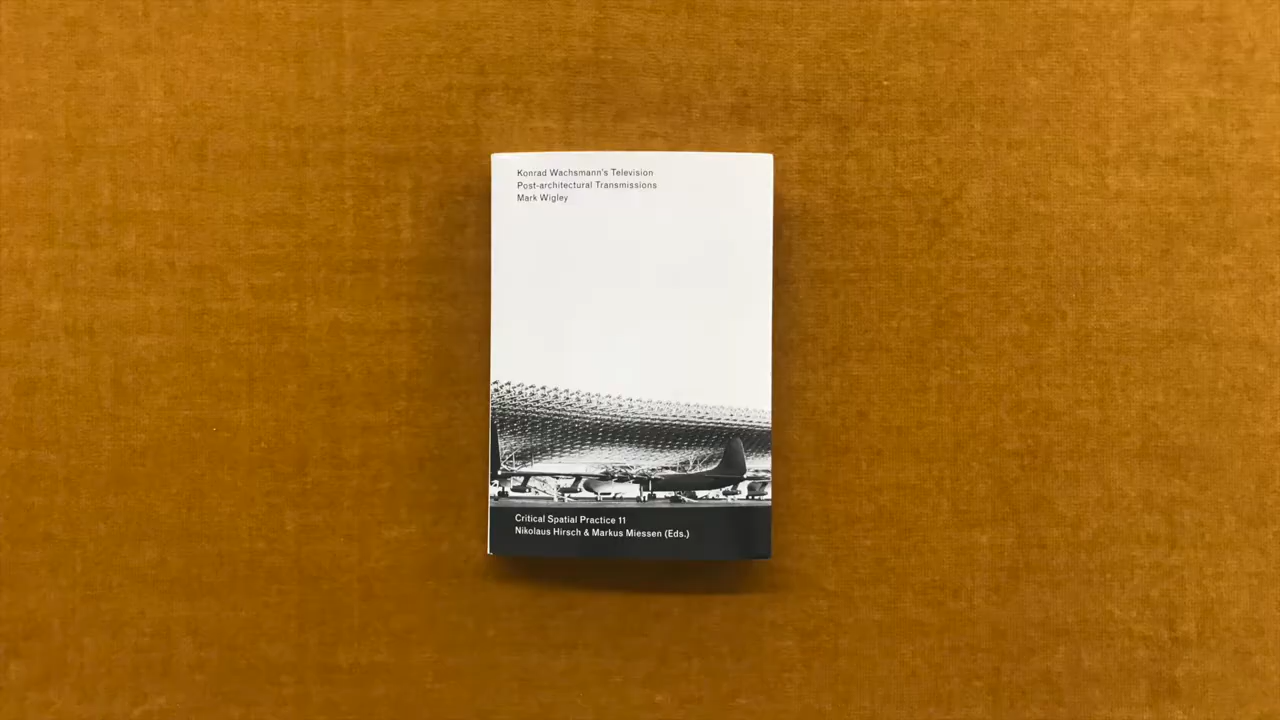 Konrad Wachsmann's Television
Post-architectural Transmissions
Mark Wigley
Critical Spatial Practice 11
Nikolaus Hirsch & Markus Miessen (Eds.)